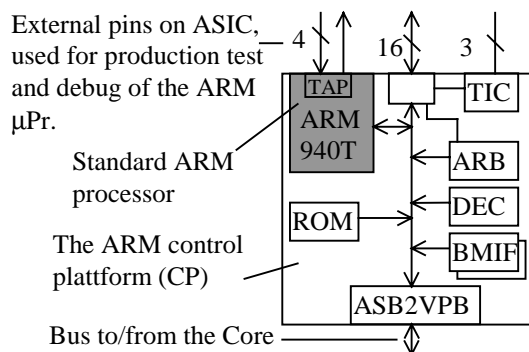 External pins on ASIC,
used for production test
and debug of the ARM
μPr.
4
16
3
TAP
TIC
ARM
940T
Standard ARM
processor
ARB
ROM
DEC
The ARM control
plattform (CP)
BMIF
ASB2VPB
Bus to/from the Core